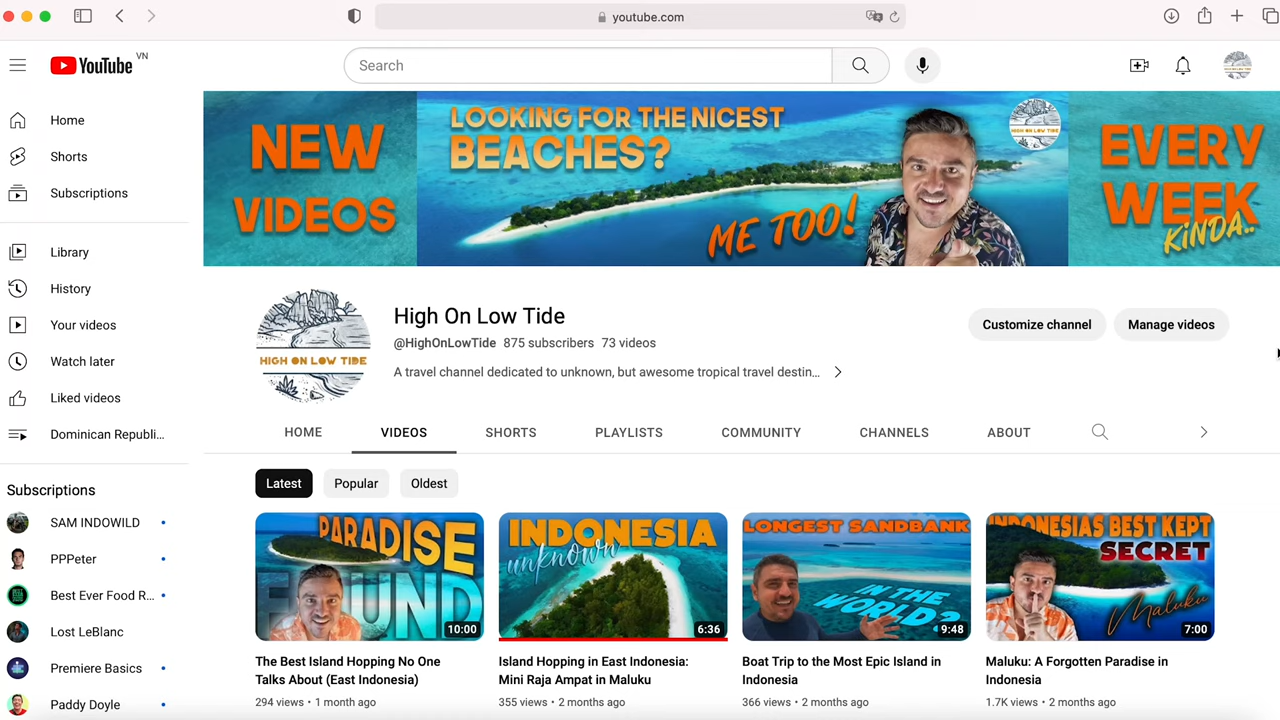 youtube.com
YouTube VN
Search
Home
Shorts
Subscriptions
Library
History
Your videos
Watch later
Liked videos
Dominican Republi...
Subscriptions
SAM INDOWILD
PPPeter
Best Ever Food R...
Lost LeBlanc
Premiere Basics
Paddy Doyle
NEW
VIDEOS
LOOKING FOR THE NICEST
BEACHES?
ME TOO!
HIGH ON LOW TIDE
EVERY
WEEK
KINDA..
HIGH ON LOW TIDE
High On Low Tide
@HighOnLowTide 875 subscribers 73 videos
A travel channel dedicated to unknown, but awesome tropical travel destin...
Customize channel
Manage videos
HOME VIDEOS SHORTS PLAYLISTS COMMUNITY CHANNELS ABOUT
Latest Popular Oldest
PARADISE
FOUND
10:00
The Best Island Hopping No One
Talks About (East Indonesia)
294 views • 1 month ago
INDONESIA
unknown
6:36
Island Hopping in East Indonesia:
Mini Raja Ampat in Maluku
355 views • 2 months ago
LONGEST SANDBANK
IN THE
WORLD?
9:48
Boat Trip to the Most Epic Island in
Indonesia
366 views • 2 months ago
INDONESIAS BEST KEPT
SECRET
Maluku
7:00
Maluku: A Forgotten Paradise in
Indonesia
1.7K views • 2 months ago